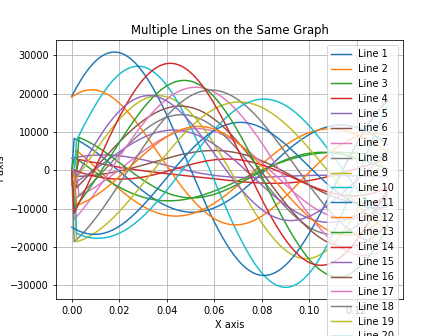 Multiple Lines on the Same Graph
30000
20000
10000
0
−10000
−20000
−30000
0.00
0.02
0.04
0.06
0.08
0.10
X axis
Line 1
Line 2
Line 3
Line 4
Line 5
Line 6
Line 7
Line 8
Line 9
Line 10
Line 11
Line 12
Line 13
Line 14
Line 15
Line 16
Line 17
Line 18
Line 19
Line 20